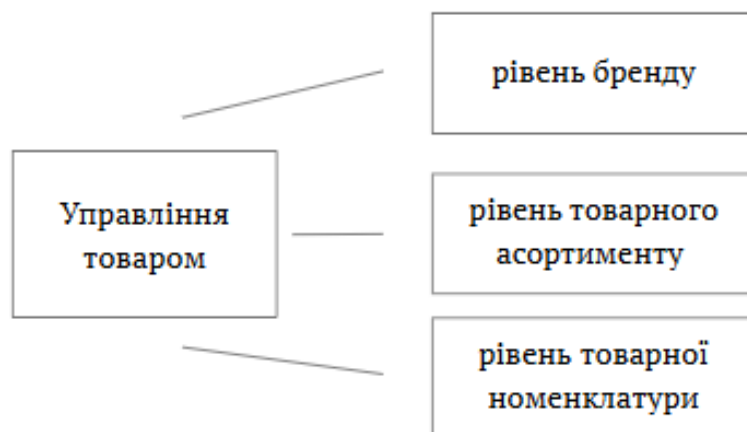 рівень бренду
Управління
товаром
рівень товарного
асортименту
рівень товарної
номенклатури